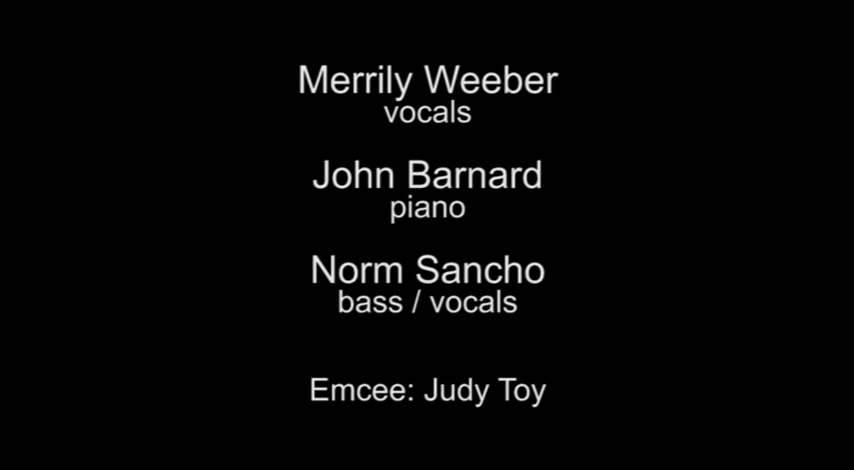 Merrily Weeber
vocals
John Barnard
piano
Norm Sancho
bass / vocals
Emcee: Judy Toy